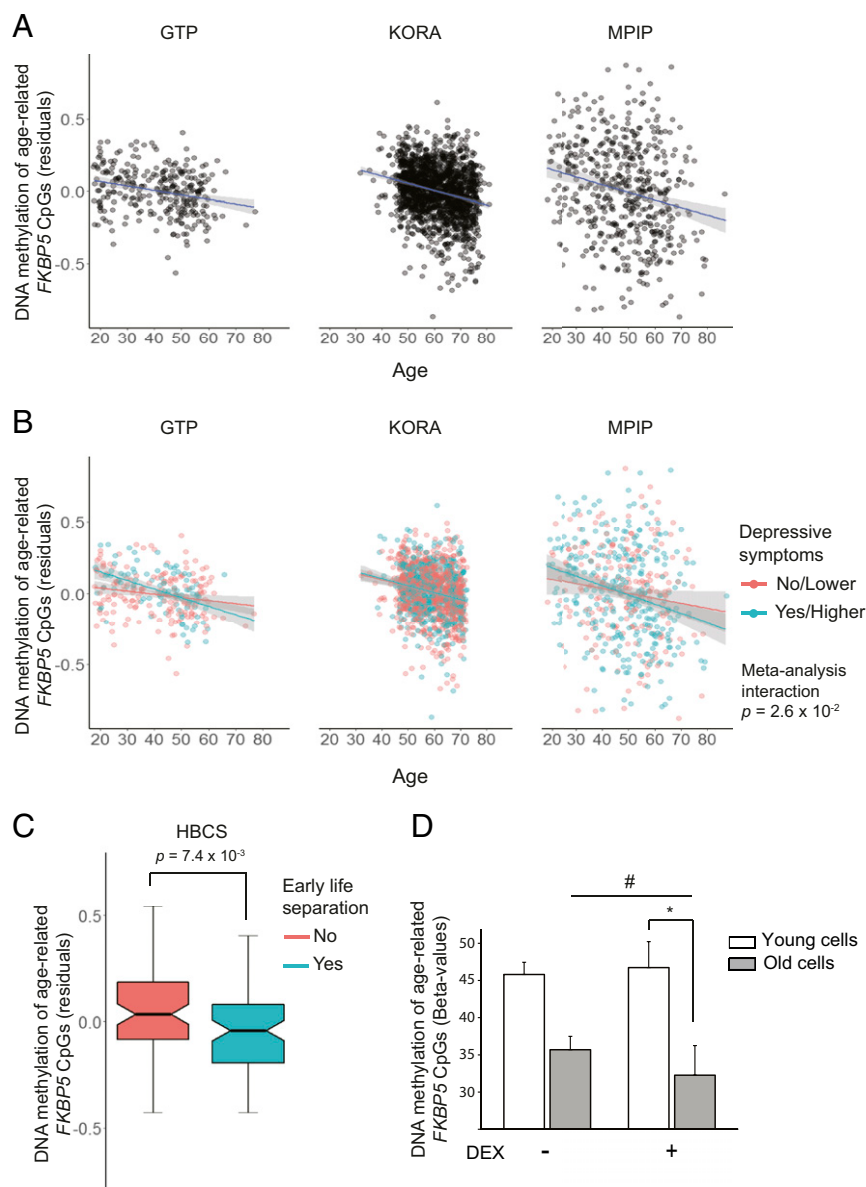 A
GTP
KORA
MPIP
DNA methylation of age-related
FKBP5 CpGs (residuals)
0.5
0.0
-0.5
20 30 40 50 60 70 80
20 30 40 50 60 70 80
20 30 40 50 60 70 80
Age
B
GTP
KORA
MPIP
DNA methylation of age-related
FKBP5 CpGs (residuals)
0.5
0.0
-0.5
20 30 40 50 60 70 80
20 30 40 50 60 70 80
20 30 40 50 60 70 80
Age
Depressive
symptoms
No/Lower
Yes/Higher
Meta-analysis
interaction
p = 2.6 x 10-2
C
HBCS
p = 7.4 x 10-3
DNA methylation of age-related
FKBP5 CpGs (residuals)
0.5
0.0
-0.5
Early life
separation
No
Yes
D
DNA methylation of age-related
FKBP5 CpGs (Beta-values)
45
40
35
30
#
*
Young cells
Old cells
DEX - +